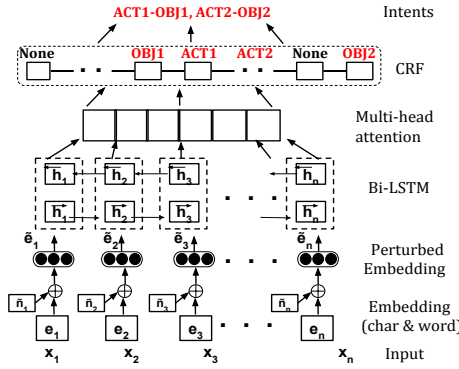 ACT1-OBJ1, ACT2-OBJ2 Intents
None OBJ1 ACT1 ACT2 None OBJ2
CRF
Multi-head
attention
h₁ h₂ h₃ hₙ
Bi-LSTM
h₁ h₂ h₃ hₙ
ẽ₁ ẽ₂ ẽ₃ ẽₙ
Perturbed
Embedding
ñ₁ ñ₂ ñ₃ ñₙ
Embedding
(char & word)
e₁ e₂ e₃ eₙ
x₁ x₂ x₃ xₙ Input